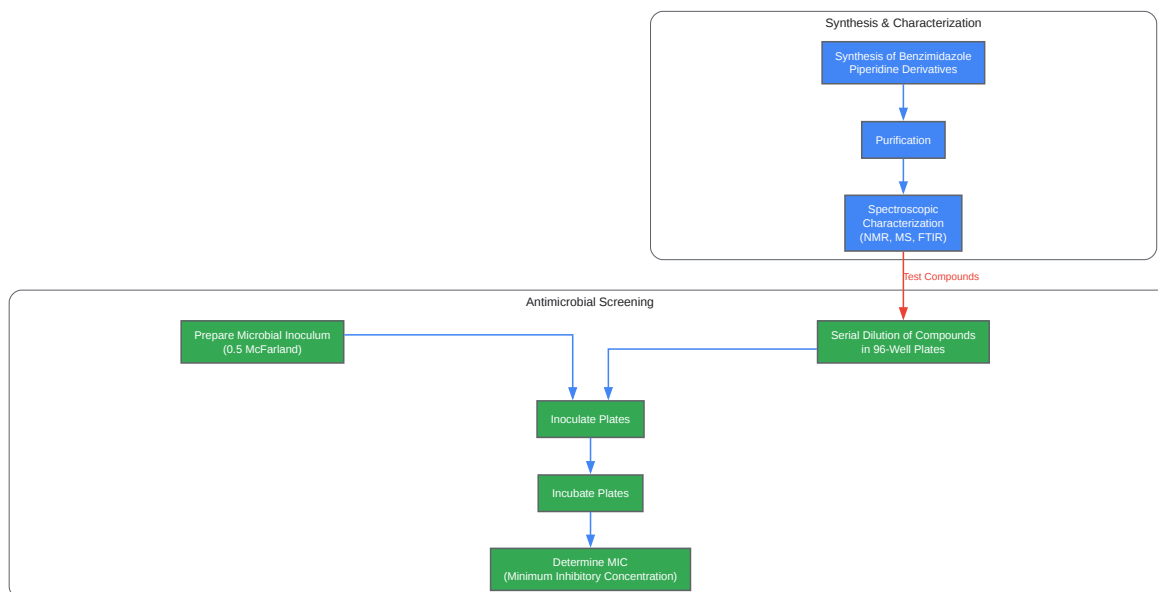 Synthesis & Characterization
Synthesis of Benzimidazole
Piperidine Derivatives
Purification
Spectroscopic
Characterization
(NMR, MS, FTIR)
Test Compounds
Antimicrobial Screening
Prepare Microbial Inoculum
(0.5 McFarland)
Serial Dilution of Compounds
in 96-Well Plates
Inoculate Plates
Incubate Plates
Determine MIC
(Minimum Inhibitory Concentration)